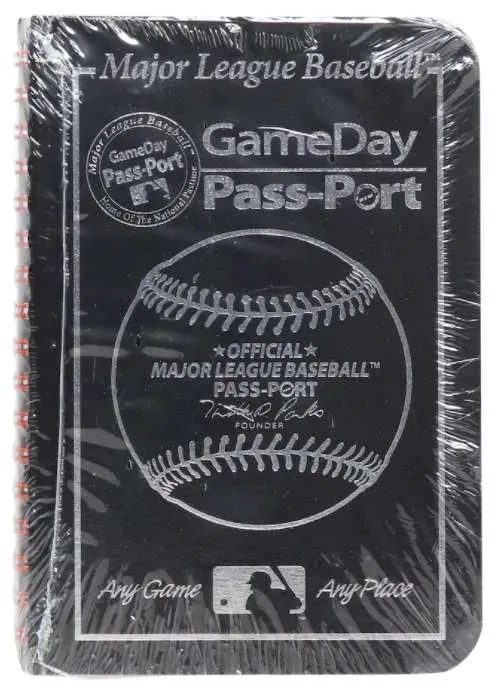 Major League Baseball™
Major League Baseball
GameDay
Pass-Port
Home Of The National Pastime
GameDay
Pass-Port
★OFFICIAL★
MAJOR LEAGUE BASEBALL™
PASS-PORT
FOUNDER
Any Game
Any Place